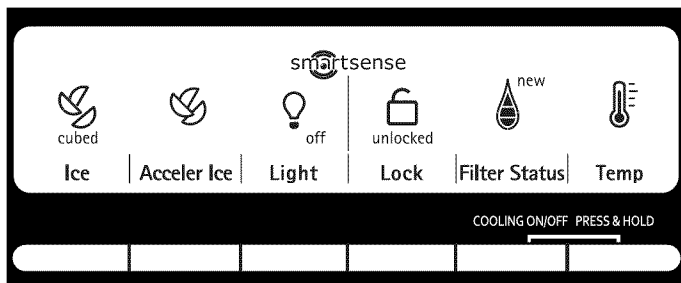 smartsense
new
cubed
off
unlocked
Ice Acceler Ice Light Lock Filter Status Temp
COOLING ON/OFF PRESS & HOLD